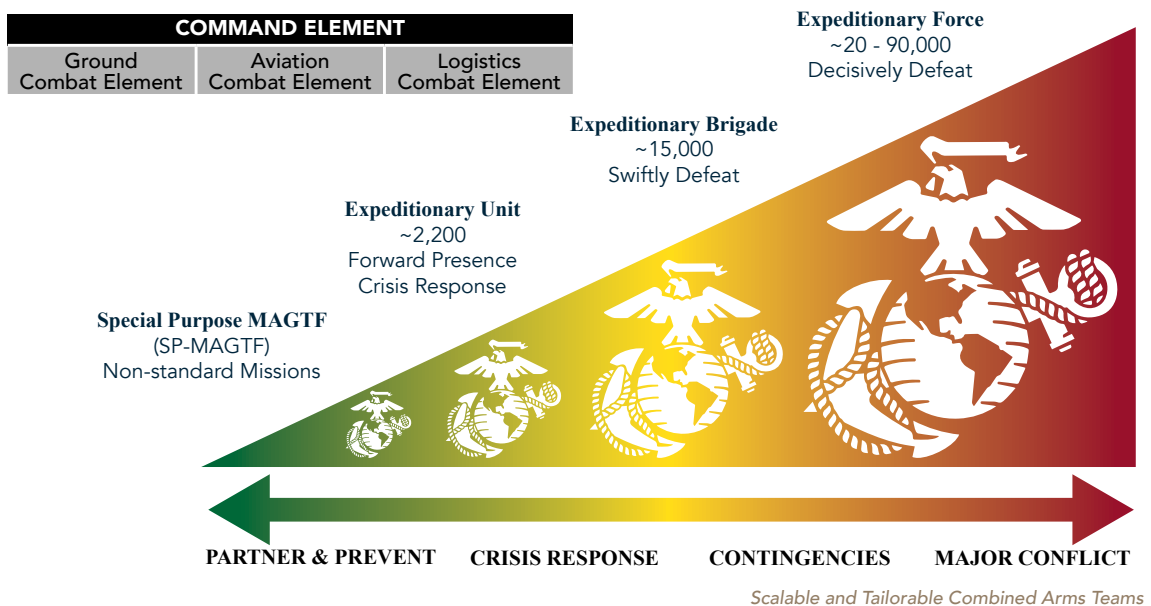 COMMAND ELEMENT
Ground
Combat Element
Aviation
Combat Element
Logistics
Combat Element
Expeditionary Force
~20 - 90,000
Decisively Defeat
Expeditionary Brigade
~15,000
Swiftly Defeat
Expeditionary Unit
~2,200
Forward Presence
Crisis Response
Special Purpose MAGTF
(SP-MAGTF)
Non-standard Missions
PARTNER & PREVENT
CRISIS RESPONSE
CONTINGENCIES
MAJOR CONFLICT
Scalable and Tailorable Combined Arms Teams